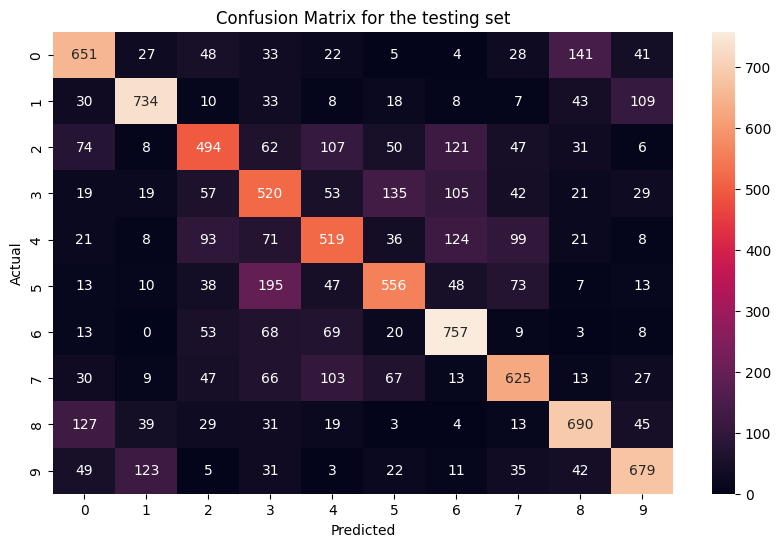 Confusion Matrix for the testing set
0 651 27 48 33 22 5 4 28 141 41
1 30 734 10 33 8 18 8 7 43 109
2 74 8 494 62 107 50 121 47 31 6
3 19 19 57 520 53 135 105 42 21 29
4 21 8 93 71 519 36 124 99 21 8
5 13 10 38 195 47 556 48 73 7 13
6 13 0 53 68 69 20 757 9 3 8
7 30 9 47 66 103 67 13 625 13 27
8 127 39 29 31 19 3 4 13 690 45
9 49 123 5 31 3 22 11 35 42 679
0 1 2 3 4 5 6 7 8 9
Predicted
Actual
700
600
500
400
300
200
100
0